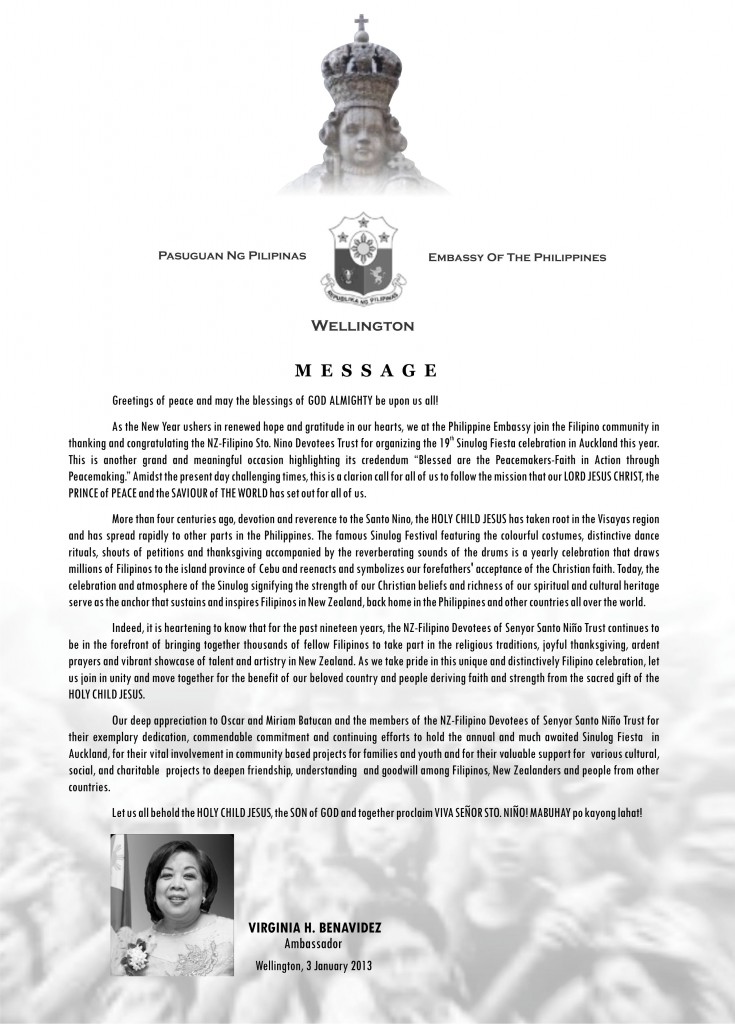 PASUGUAN NG PILIPINAS
EMBASSY OF THE PHILIPPINES
REPUBLIKA NG PILIPINAS
WELLINGTON
MESSAGE
Greetings of peace and may the blessings of GOD ALMIGHTY be upon us all!
As the New Year ushers in renewed hope and gratitude in our hearts, we at the Philippine Embassy join the Filipino community in
thanking and congratulating the NZ-Filipino Sto. Nino Devotees Trust for organizing the 19th Sinulog Fiesta celebration in Auckland this year.
This is another grand and meaningful occasion highlighting its credendum “Blessed are the Peacemakers-Faith in Action through
Peacemaking.” Amidst the present day challenging times, this is a clarion call for all of us to follow the mission that our LORD JESUS CHRIST, the
PRINCE of PEACE and the SAVIOUR of THE WORLD has set out for all of us.
More than four centuries ago, devotion and reverence to the Santo Nino, the HOLY CHILD JESUS has taken root in the Visayas region
and has spread rapidly to other parts in the Philippines. The famous Sinulog Festival featuring the colourful costumes, distinctive dance
rituals, shouts of petitions and thanksgiving accompanied by the reverberating sounds of the drums is a yearly celebration that draws
millions of Filipinos to the island province of Cebu and reenacts and symbolizes our forefathers' acceptance of the Christian faith. Today, the
celebration and atmosphere of the Sinulog signifying the strength of our Christian beliefs and richness of our spiritual and cultural heritage
serve as the anchor that sustains and inspires Filipinos in New Zealand, back home in the Philippines and other countries all over the world.
Indeed, it is heartening to know that for the past nineteen years, the NZ-Filipino Devotees of Senyor Santo Niño Trust continues to
be in the forefront of bringing together thousands of fellow Filipinos to take part in the religious traditions, joyful thanksgiving, ardent
prayers and vibrant showcase of talent and artistry in New Zealand. As we take pride in this unique and distinctively Filipino celebration, let
us join in unity and move together for the benefit of our beloved country and people deriving faith and strength from the sacred gift of the
HOLY CHILD JESUS.
Our deep appreciation to Oscar and Miriam Batucan and the members of the NZ-Filipino Devotees of Senyor Santo Niño Trust for
their exemplary dedication, commendable commitment and continuing efforts to hold the annual and much awaited Sinulog Fiesta in
Auckland, for their vital involvement in community based projects for families and youth and for their valuable support for various cultural,
social, and charitable projects to deepen friendship, understanding and goodwill among Filipinos, New Zealanders and people from other
countries.
Let us all behold the HOLY CHILD JESUS, the SON of GOD and together proclaim VIVA SEÑOR STO. NIÑO! MABUHAY po kayong lahat!
VIRGINIA H. BENAVIDEZ
Ambassador
Wellington, 3 January 2013